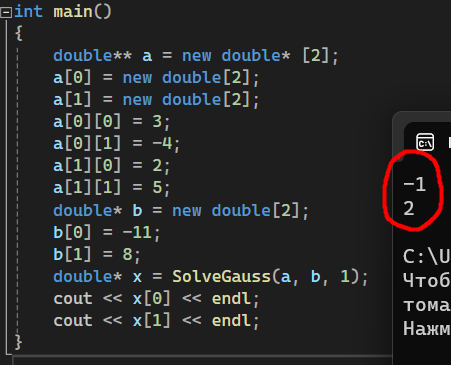 int main()
{
double** a = new double* [2];
a[0] = new double[2];
a[1] = new double[2];
a[0][0] = 3;
a[0][1] = -4;
a[1][0] = 2;
a[1][1] = 5;
double* b = new double[2];
b[0] = -11;
b[1] = 8;
double* x = SolveGauss(a, b, 1);
cout << x[0] << endl;
cout << x[1] << endl;
}
-1
2
C:\U
Чтоб
тома
Нажм